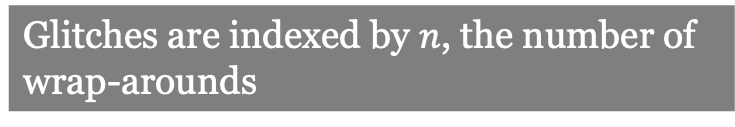 Glitches are indexed by n, the number of
wrap-arounds